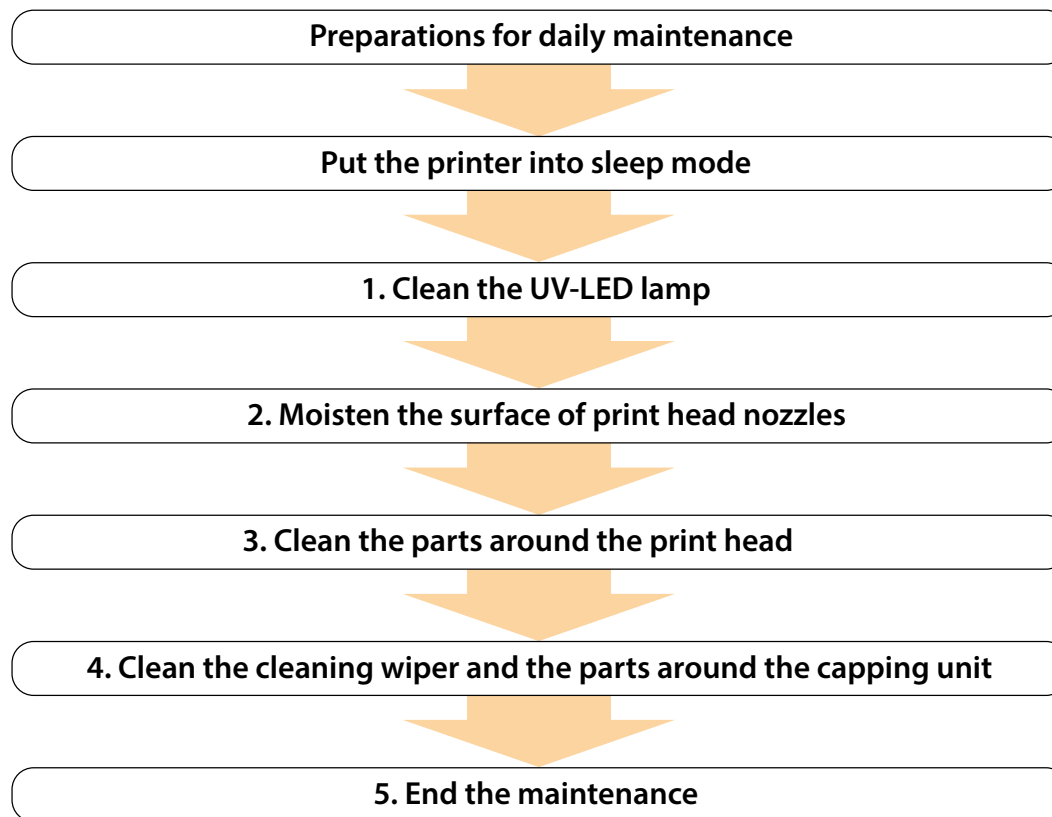 Preparations for daily maintenance
Put the printer into sleep mode
1. Clean the UV-LED lamp
2. Moisten the surface of print head nozzles
3. Clean the parts around the print head
4. Clean the cleaning wiper and the parts around the capping unit
5. End the maintenance